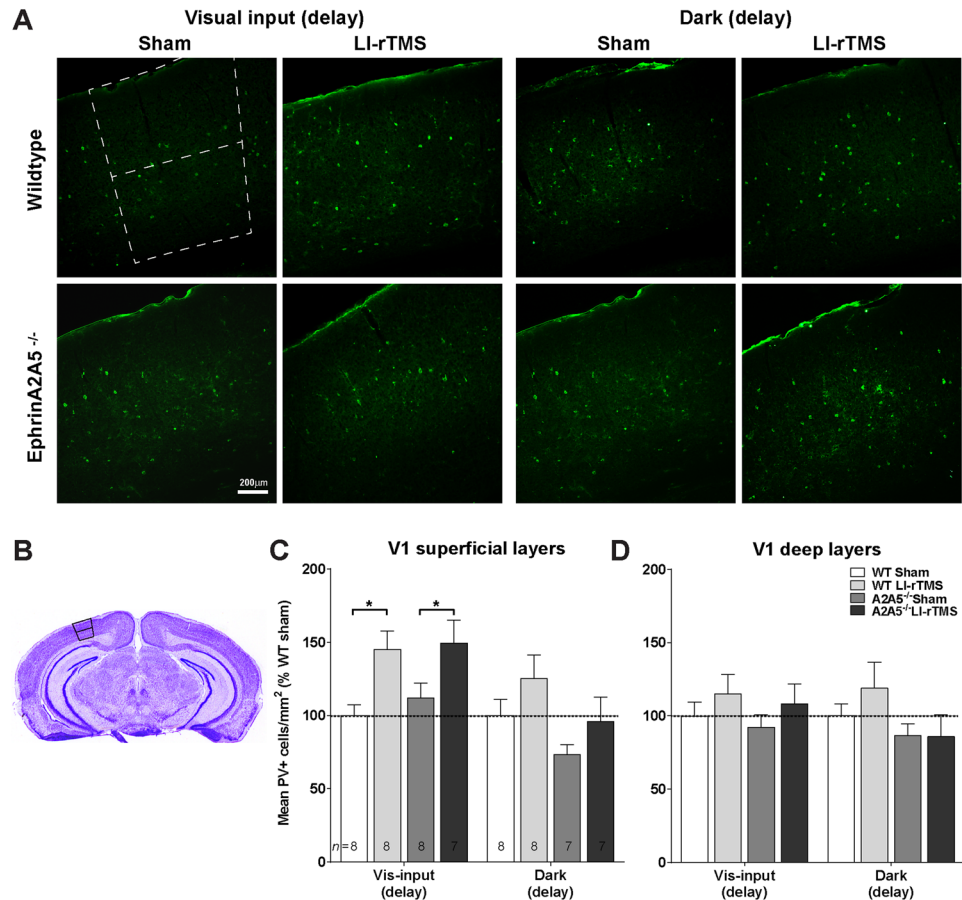 A
Visual input (delay)
Dark (delay)
Sham
LI-rTMS
Sham
LI-rTMS
Wildtype
EphrinA2A5 -/-
200µm
B
C
V1 superficial layers
D
V1 deep layers
Mean PV+ cells/mm² (% WT sham)
200
150
100
50
0
*
*
n=8
8
8
7
8
8
7
7
Vis-input
(delay)
Dark
(delay)
200
150
100
50
0
WT Sham
WT LI-rTMS
A2A5⁻/⁻Sham
A2A5⁻/⁻LI-rTMS
Vis-input
(delay)
Dark
(delay)